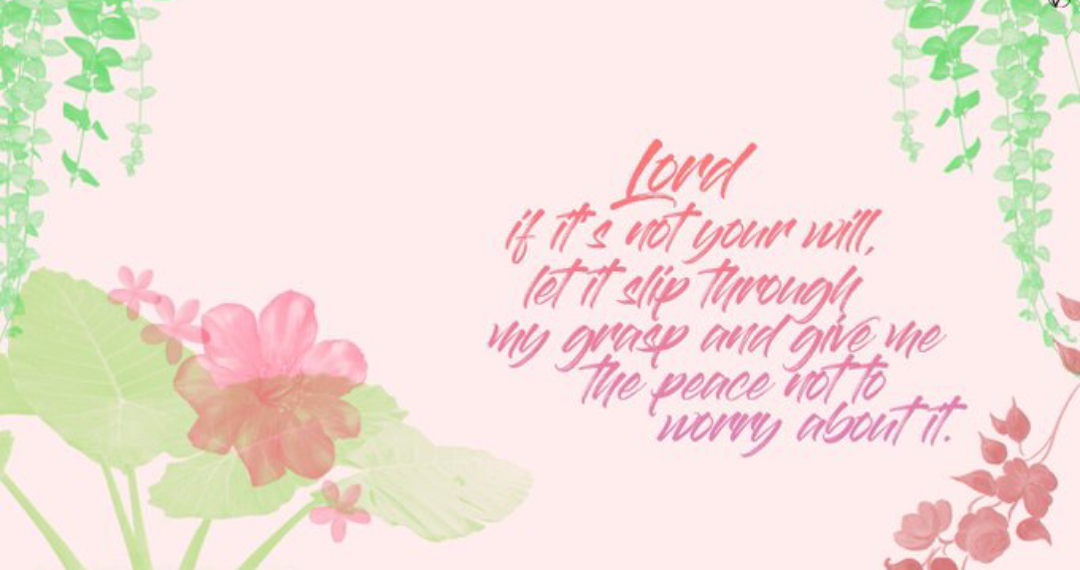 Lord
if it's not your will,
let it slip through
my grasp and give me
the peace not to
worry about it.